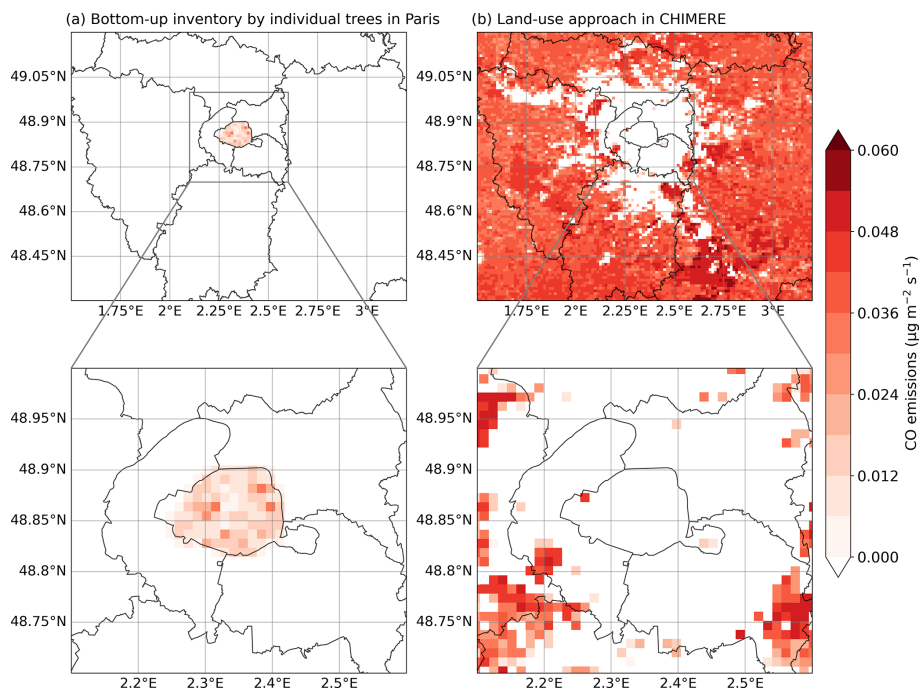 (a) Bottom-up inventory by individual trees in Paris
(b) Land-use approach in CHIMERE
49.05°N
48.9°N
48.75°N
48.6°N
48.45°N
1.75°E 2°E 2.25°E 2.5°E 2.75°E 3°E
49.05°N
48.9°N
48.75°N
48.6°N
48.45°N
1.75°E 2°E 2.25°E 2.5°E 2.75°E 3°E
48.95°N
48.9°N
48.85°N
48.8°N
48.75°N
2.2°E 2.3°E 2.4°E 2.5°E
48.95°N
48.9°N
48.85°N
48.8°N
48.75°N
2.2°E 2.3°E 2.4°E 2.5°E
0.060
0.048
0.036
0.024
0.012
0.000
CO emissions (μg m⁻² s⁻¹)